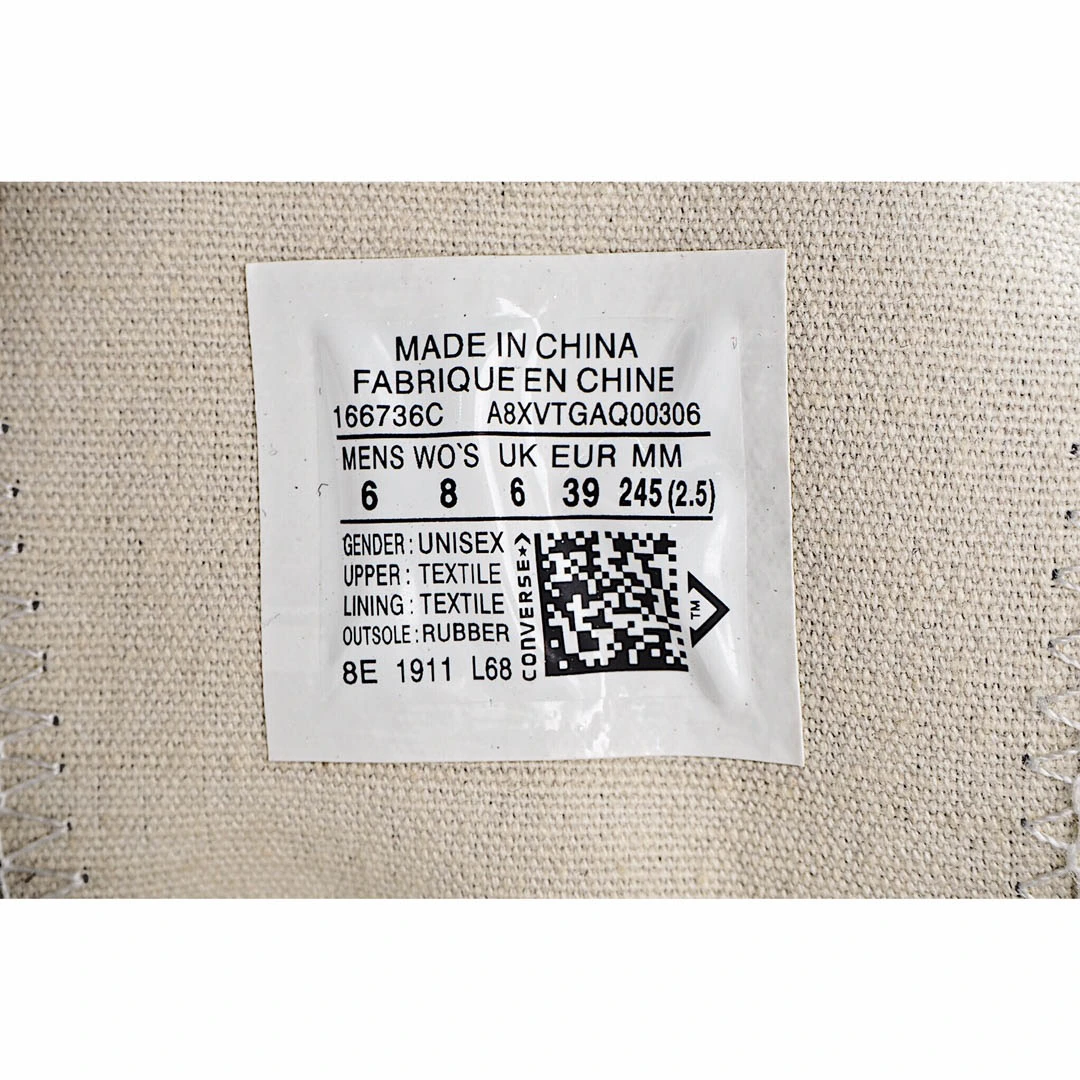 MADE IN CHINA
FABRIQUE EN CHINE
166736C A8XVTGAQ00306
MENS WO`S UK EUR MM
6 8 6 39 245 (2.5)
GENDER : UNISEX
UPPER : TEXTILE
LINING : TEXTILE
OUTSOLE : RUBBER
8E 1911 L68
CONVERSE
TM